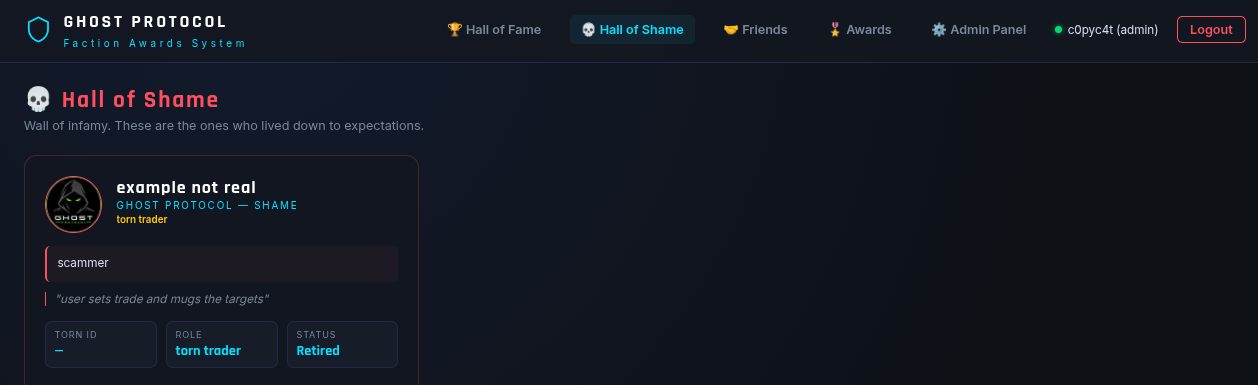 GHOST PROTOCOL
Faction Awards System
🏆 Hall of Fame
💀 Hall of Shame
🤝 Friends
🎖️ Awards
⚙️ Admin Panel
c0pyc4t (admin)
Logout
💀 Hall of Shame
Wall of infamy. These are the ones who lived down to expectations.
GHOST
example not real
GHOST PROTOCOL — SHAME
torn trader
scammer
"user sets trade and mugs the targets"
TORN ID
—
ROLE
torn trader
STATUS
Retired